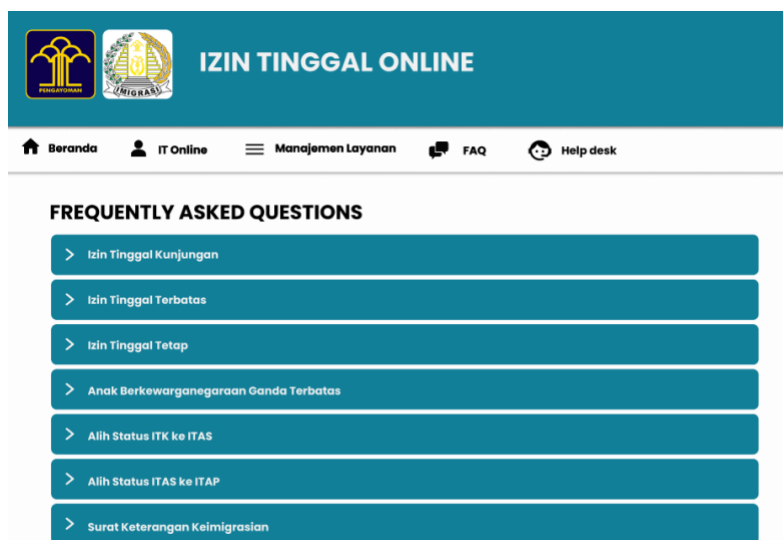 PENGAYOMAN
IMIGRASI
IZIN TINGGAL ONLINE
Beranda
IT Online
Manajemen Layanan
FAQ
Help desk
FREQUENTLY ASKED QUESTIONS
Izin Tinggal Kunjungan
Izin Tinggal Terbatas
Izin Tinggal Tetap
Anak Berkewarganegaraan Ganda Terbatas
Alih Status ITK ke ITAS
Alih Status ITAS ke ITAP
Surat Keterangan Keimigrasian